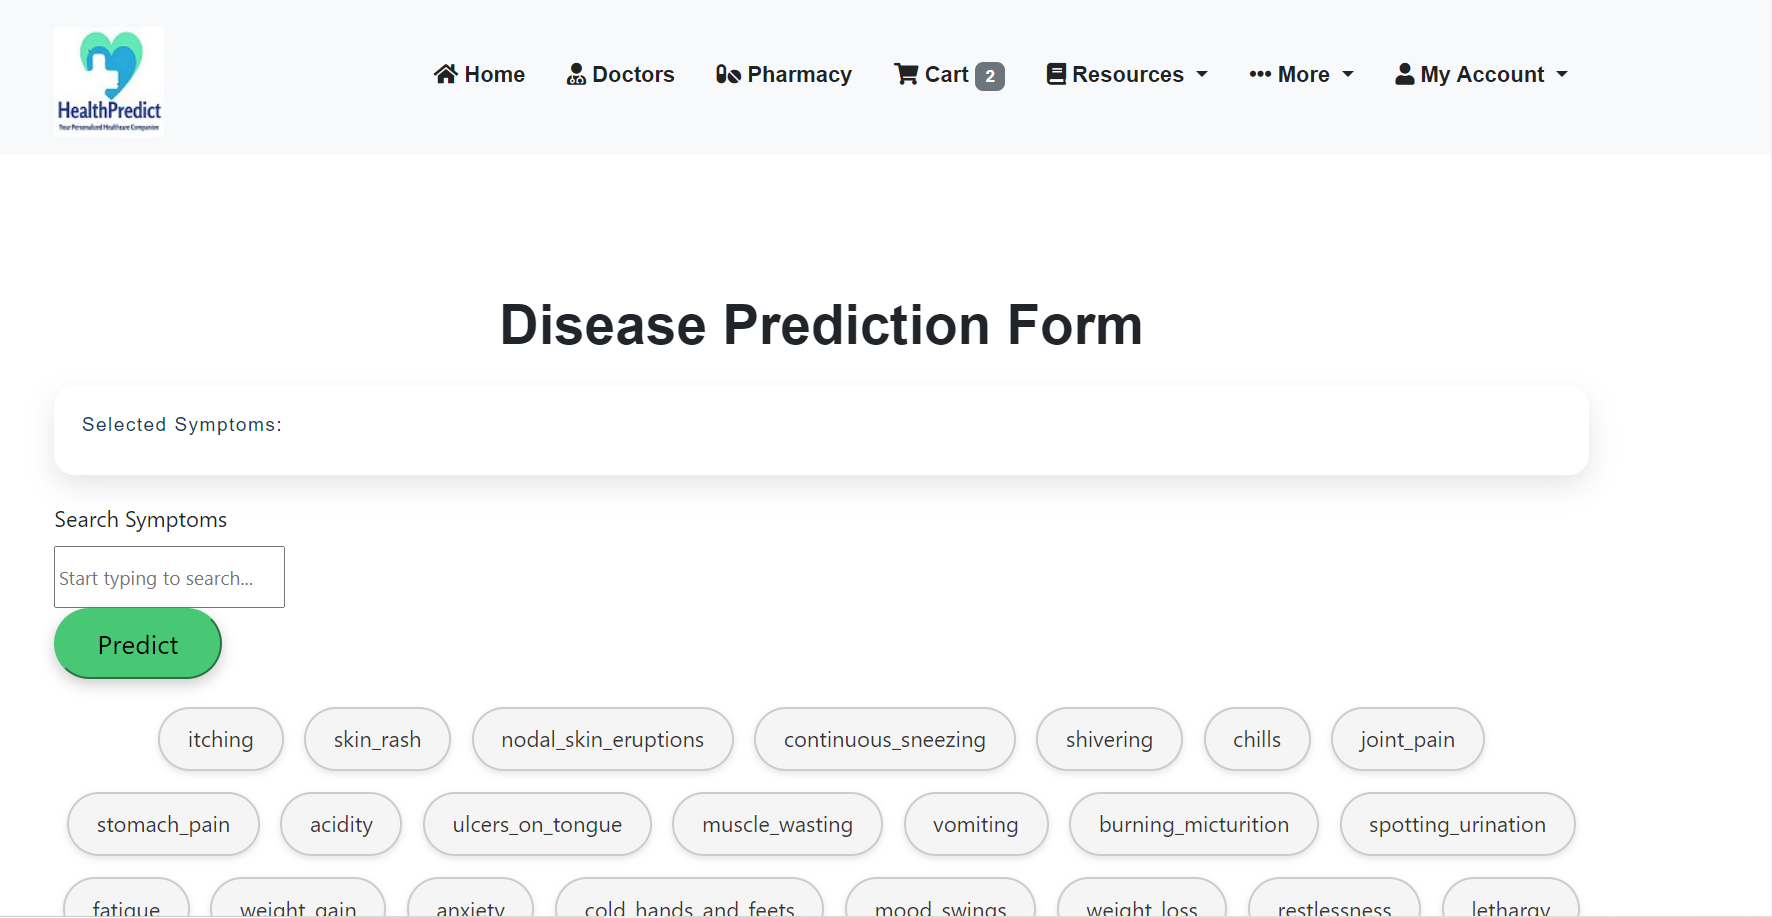 HealthPredict
Your Personalized Healthcare Companion
Home Doctors Pharmacy Cart 2 Resources More My Account
Disease Prediction Form
Selected Symptoms:
Search Symptoms
Start typing to search...
Predict
itching skin_rash nodal_skin_eruptions continuous_sneezing shivering chills joint_pain
stomach_pain acidity ulcers_on_tongue muscle_wasting vomiting burning_micturition spotting_urination
fatigue weight_gain anxiety cold_hands_and_feets mood_swings weight_loss restlessness lethargy